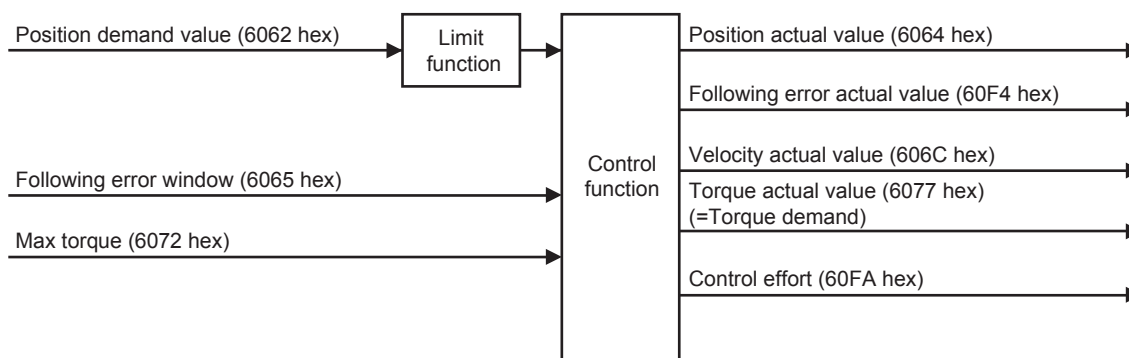 Position demand value (6062 hex)
Limit
function
Position actual value (6064 hex)
Following error actual value (60F4 hex)
Following error window (6065 hex)
Control
function
Velocity actual value (606C hex)
Torque actual value (6077 hex)
(=Torque demand)
Max torque (6072 hex)
Control effort (60FA hex)